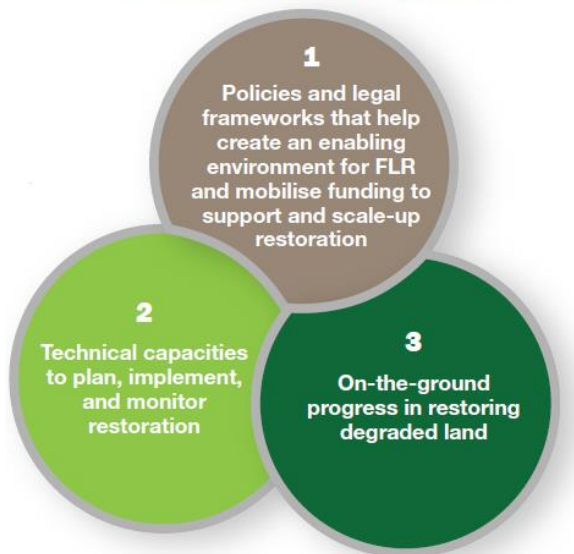 1
Policies and legal
frameworks that help
create an enabling
environment for FLR
and mobilise funding to
support and scale-up
restoration
2
Technical capacities
to plan, implement,
and monitor
restoration
3
On-the-ground
progress in restoring
degraded land